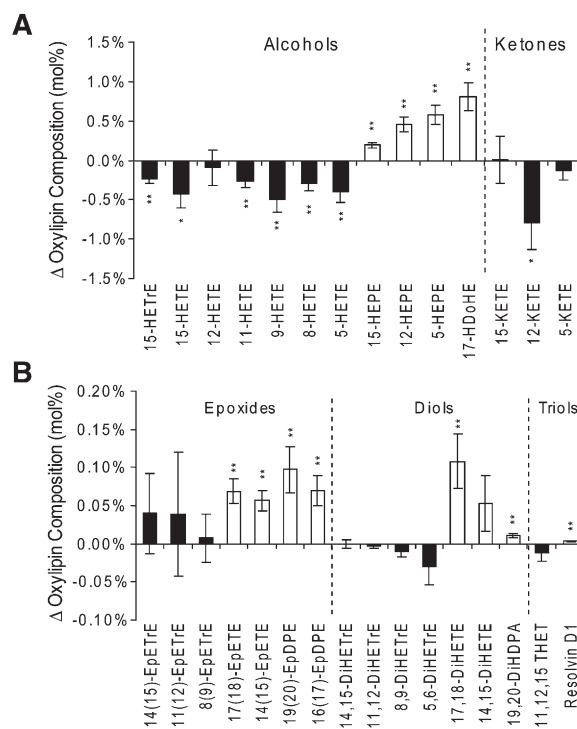 A
Alcohols
Ketones
Δ Oxylipin Composition (mol%)
1.5%
1.0%
0.5%
0.0%
-0.5%
-1.0%
-1.5%
**
*
**
**
**
**
**
**
**
**
*
15-HETrE
15-HETE
12-HETE
11-HETE
9-HETE
8-HETE
5-HETE
15-HEPE
12-HEPE
5-HEPE
17-HDoHE
15-KETE
12-KETE
5-KETE
B
Epoxides
Diols
Triols
Δ Oxylipin Composition (mol%)
0.20%
0.15%
0.10%
0.05%
0.00%
-0.05%
-0.10%
**
**
**
**
**
**
**
14(15)-EpETrE
11(12)-EpETrE
8(9)-EpETrE
17(18)-EpETE
14(15)-EpETE
19(20)-EpDPE
16(17)-EpDPE
14,15-DiHETrE
11,12-DiHETrE
8,9-DiHETrE
5,6-DiHETrE
17,18-DiHETE
14,15-DiHETE
19,20-DiHDPA
11,12,15 THET
Resolvin D1